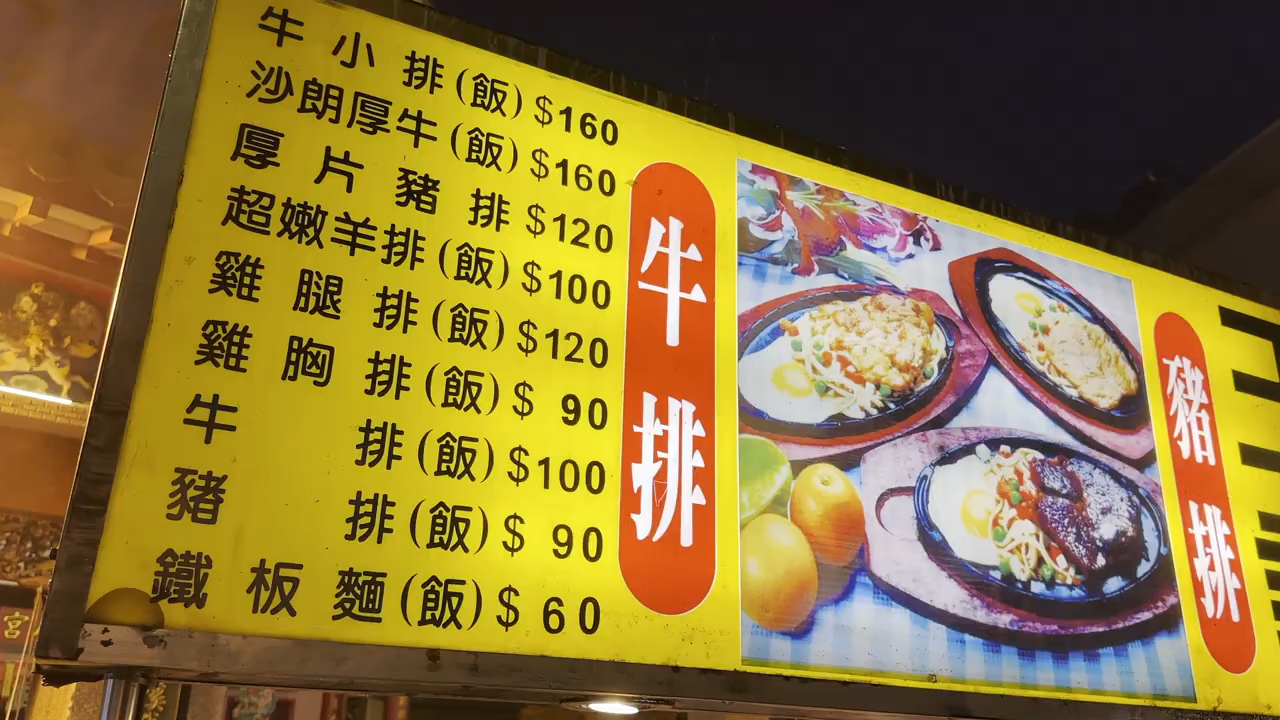 牛小排(飯)$160
沙朗厚牛(飯)$160
厚片豬排$120
超嫩羊排(飯)$100
雞腿排(飯)$120
雞胸排(飯)$90
牛排(飯)$100
豬排(飯)$90
鐵板麵(飯)$60
牛排
豬排
宮